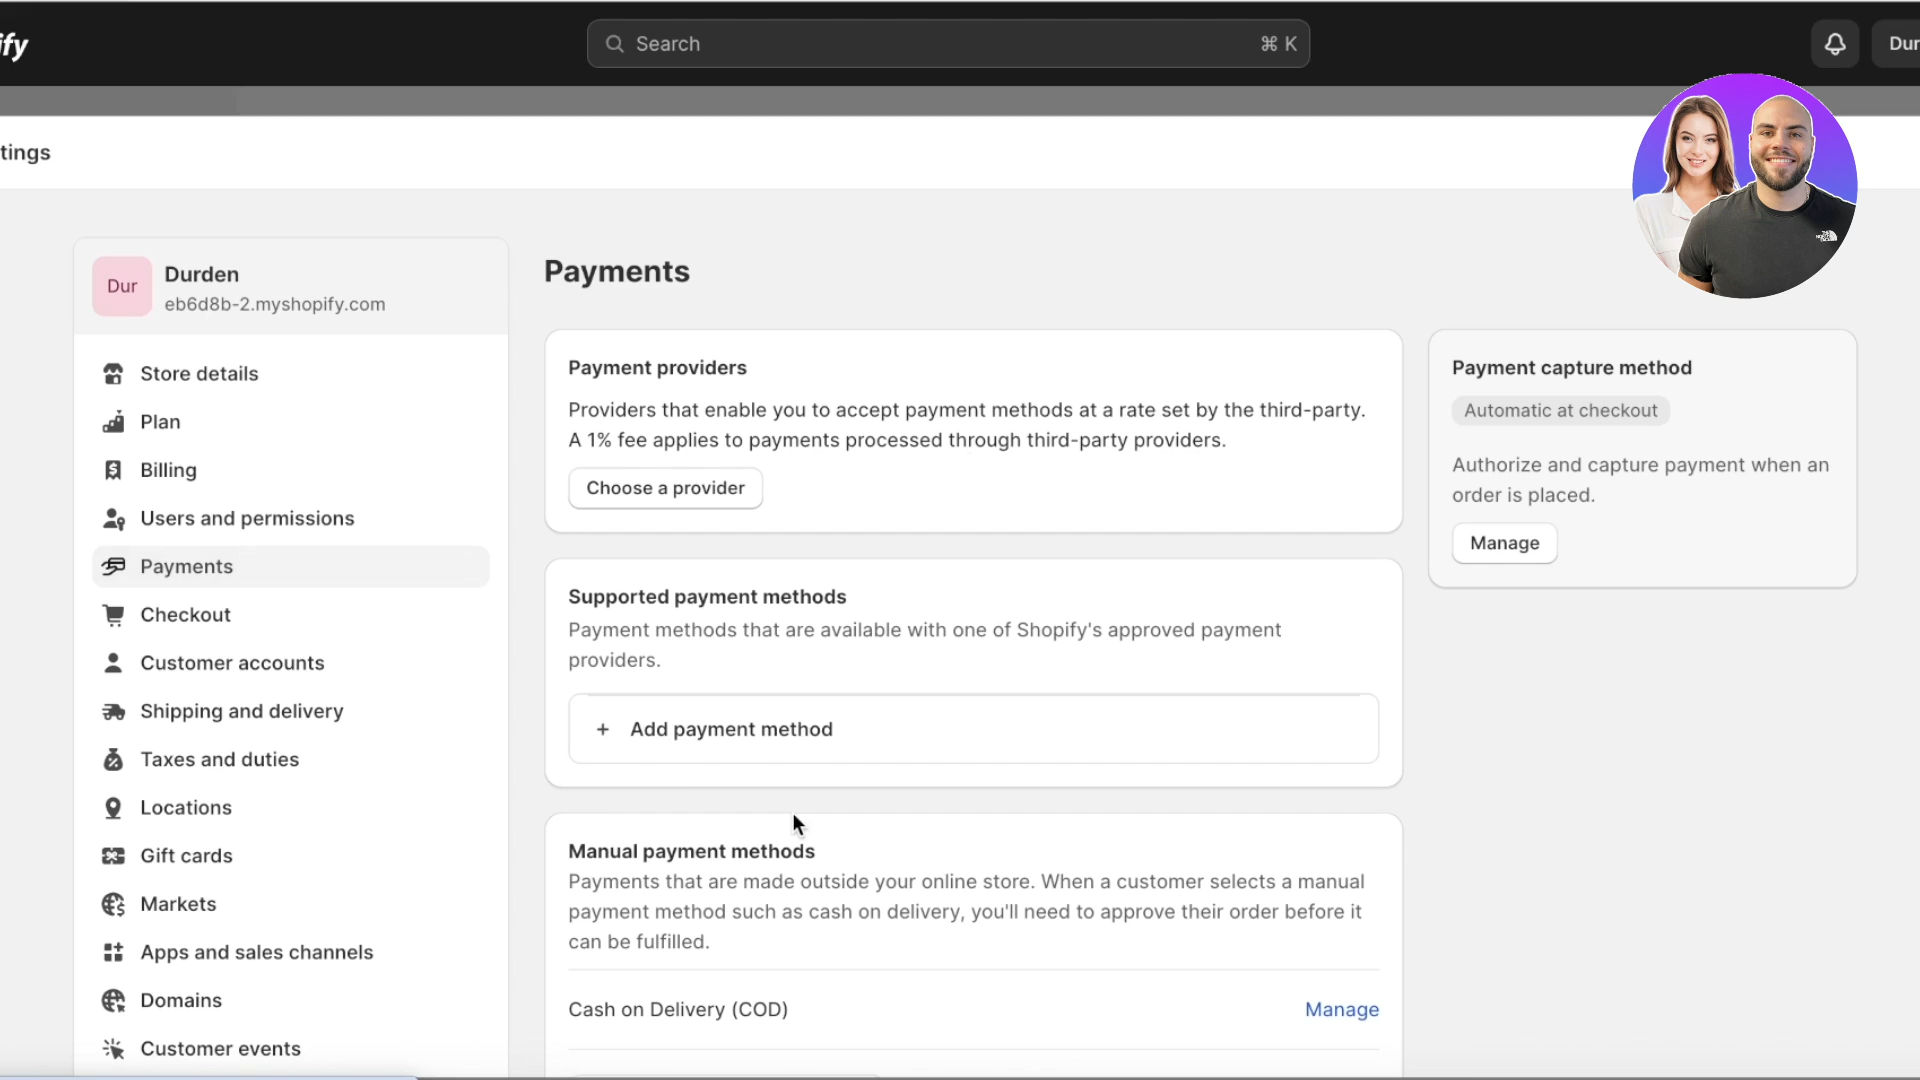 ify
Search
⌘ K
Dur
tings
Dur
Durden
eb6d8b-2.myshopify.com
Store details
Plan
Billing
Users and permissions
Payments
Checkout
Customer accounts
Shipping and delivery
Taxes and duties
Locations
Gift cards
Markets
Apps and sales channels
Domains
Customer events
Payments
Payment providers
Providers that enable you to accept payment methods at a rate set by the third-party.
A 1% fee applies to payments processed through third-party providers.
Choose a provider
Supported payment methods
Payment methods that are available with one of Shopify's approved payment
providers.
+ Add payment method
Manual payment methods
Payments that are made outside your online store. When a customer selects a manual
payment method such as cash on delivery, you'll need to approve their order before it
can be fulfilled.
Cash on Delivery (COD)
Manage
Payment capture method
Automatic at checkout
Authorize and capture payment when an
order is placed.
Manage
THE
NORTH
FACE